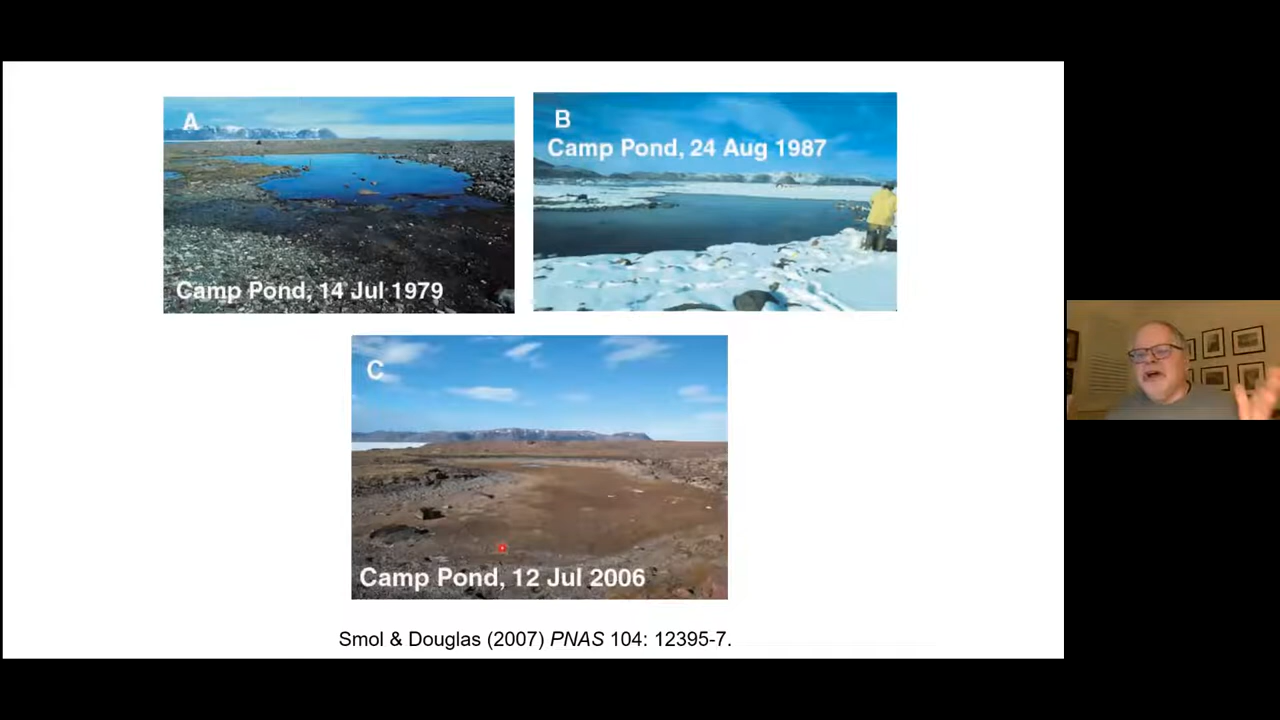 A
Camp Pond, 14 Jul 1979
B
Camp Pond, 24 Aug 1987
C
Camp Pond, 12 Jul 2006
Smol & Douglas (2007) PNAS 104: 12395-7.